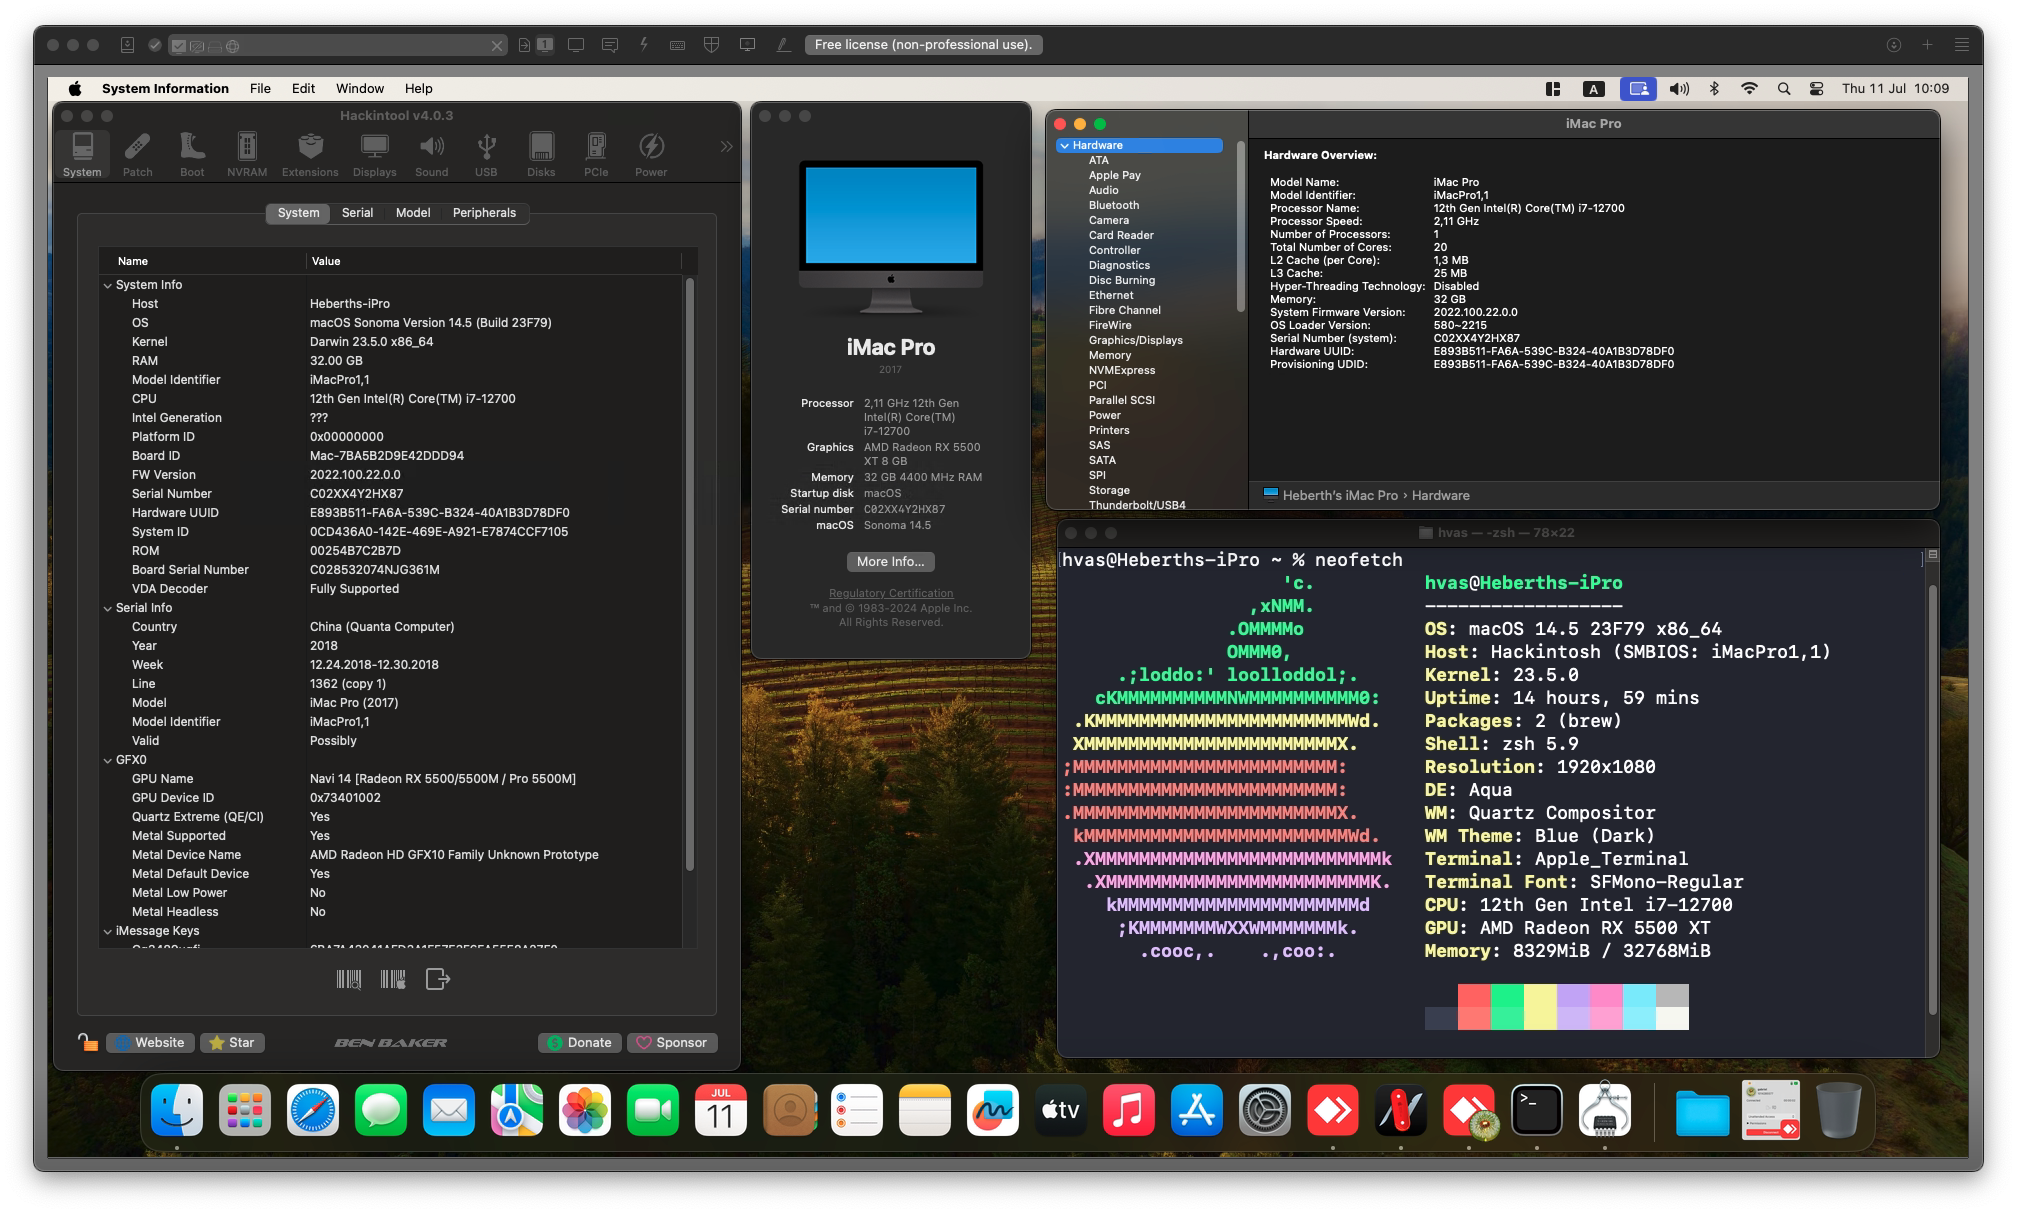 1
Free license (non-professional use).
System Information File Edit Window Help
A
Thu 11 Jul 10:09
Hackintool v4.0.3
System Patch Boot NVRAM Extensions Displays Sound USB Disks PCIe Power
System Serial Model Peripherals
Name Value
System Info
Host Heberths-iPro
OS macOS Sonoma Version 14.5 (Build 23F79)
Kernel Darwin 23.5.0 x86_64
RAM 32.00 GB
Model Identifier iMacPro1,1
CPU 12th Gen Intel(R) Core(TM) i7-12700
Intel Generation ???
Platform ID 0x00000000
Board ID Mac-7BA5B2D9E42DDD94
FW Version 2022.100.22.0.0
Serial Number C02XX4Y2HX87
Hardware UUID E893B511-FA6A-539C-B324-40A1B3D78DF0
System ID 0CD436A0-142E-469E-A921-E7874CCF7105
ROM 00254B7C2B7D
Board Serial Number C028532074NJG361M
VDA Decoder Fully Supported
Serial Info
Country China (Quanta Computer)
Year 2018
Week 12.24.2018-12.30.2018
Line 1362 (copy 1)
Model iMac Pro (2017)
Model Identifier iMacPro1,1
Valid Possibly
GFX0
GPU Name Navi 14 [Radeon RX 5500/5500M / Pro 5500M]
GPU Device ID 0x73401002
Quartz Extreme (QE/CI) Yes
Metal Supported Yes
Metal Device Name AMD Radeon HD GFX10 Family Unknown Prototype
Metal Default Device Yes
Metal Low Power No
Metal Headless No
iMessage Keys
Website Star BEN BAKER Donate Sponsor
iMac Pro
2017
Processor 2,11 GHz 12th Gen
Intel(R) Core(TM)
i7-12700
Graphics AMD Radeon RX 5500
XT 8 GB
Memory 32 GB 4400 MHz RAM
Startup disk macOS
Serial number C02XX4Y2HX87
macOS Sonoma 14.5
More Info...
Regulatory Certification
™ and © 1983-2024 Apple Inc.
All Rights Reserved.
iMac Pro
Hardware
ATA
Apple Pay
Audio
Bluetooth
Camera
Card Reader
Controller
Diagnostics
Disc Burning
Ethernet
Fibre Channel
FireWire
Graphics/Displays
Memory
NVMExpress
PCI
Parallel SCSI
Power
Printers
SAS
SATA
SPI
Storage
Thunderbolt/USB4
Hardware Overview:
Model Name: iMac Pro
Model Identifier: iMacPro1,1
Processor Name: 12th Gen Intel(R) Core(TM) i7-12700
Processor Speed: 2,11 GHz
Number of Processors: 1
Total Number of Cores: 20
L2 Cache (per Core): 1,3 MB
L3 Cache: 25 MB
Hyper-Threading Technology: Disabled
Memory: 32 GB
System Firmware Version: 2022.100.22.0.0
OS Loader Version: 580~2215
Serial Number (system): C02XX4Y2HX87
Hardware UUID: E893B511-FA6A-539C-B324-40A1B3D78DF0
Provisioning UDID: E893B511-FA6A-539C-B324-40A1B3D78DF0
Heberth's iMac Pro › Hardware
hvas — -zsh — 78×22
[hvas@Heberths-iPro ~ % neofetch ]
'c. hvas@Heberths-iPro
,xNMM. ------------------
.OMMMMo OS: macOS 14.5 23F79 x86_64
OMMM0, Host: Hackintosh (SMBIOS: iMacPro1,1)
.;loddo:' loolloddol;. Kernel: 23.5.0
cKMMMMMMMMMMNWMMMMMMMMMM0: Uptime: 14 hours, 59 mins
.KMMMMMMMMMMMMMMMMMMMMMMMWd. Packages: 2 (brew)
XMMMMMMMMMMMMMMMMMMMMMMMX. Shell: zsh 5.9
;MMMMMMMMMMMMMMMMMMMMMMMM: Resolution: 1920x1080
:MMMMMMMMMMMMMMMMMMMMMMMM: DE: Aqua
.MMMMMMMMMMMMMMMMMMMMMMMMX. WM: Quartz Compositor
kMMMMMMMMMMMMMMMMMMMMMMMMWd. WM Theme: Blue (Dark)
.XMMMMMMMMMMMMMMMMMMMMMMMMMMk Terminal: Apple_Terminal
.XMMMMMMMMMMMMMMMMMMMMMMMMK. Terminal Font: SFMono-Regular
kMMMMMMMMMMMMMMMMMMMMMMd CPU: 12th Gen Intel i7-12700
;KMMMMMMMWXXWMMMMMMMk. GPU: AMD Radeon RX 5500 XT
.cooc,. .,coo:. Memory: 8329MiB / 32768MiB
JUL
11
tv
>_